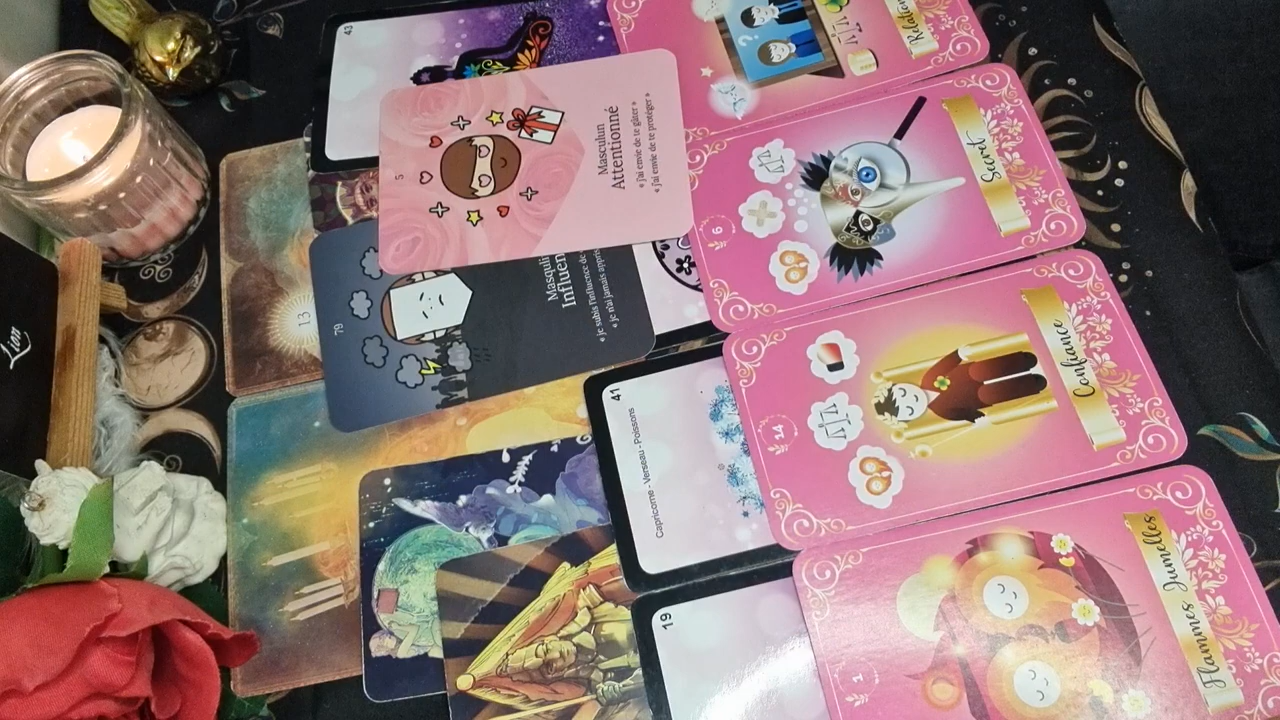 43
Relation
5
Masculin
Attentionné
« j'ai envie de te gâter »
« j'ai envie de te protéger »
6
Secret
13
79
Masculin
Influen
« je subis l'influence de
« je n'ai jamais appris
Lion
41
Capricorne - Verseau - Poissons
14
Confiance
19
1
Flammes Jumelles